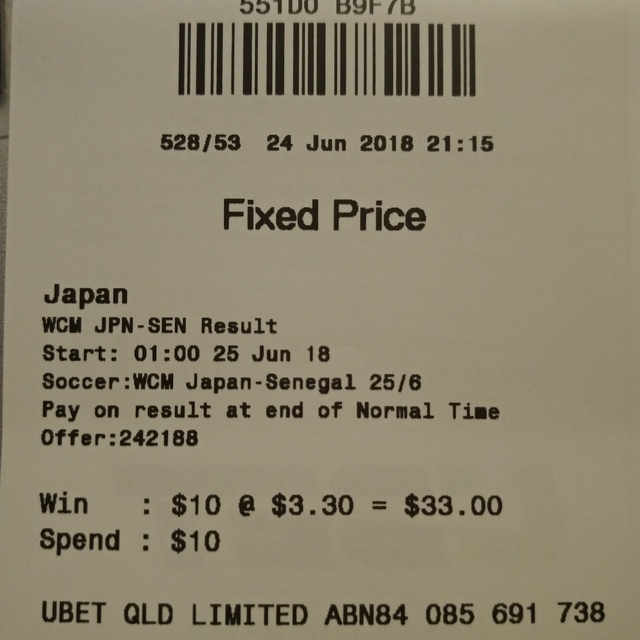 551D0 B9F7B
528/53 24 Jun 2018 21:15
Fixed Price
Japan
WCM JPN-SEN Result
Start: 01:00 25 Jun 18
Soccer:WCM Japan-Senegal 25/6
Pay on result at end of Normal Time
Offer:242188
Win : $10 @ $3.30 = $33.00
Spend : $10
UBET QLD LIMITED ABN84 085 691 738